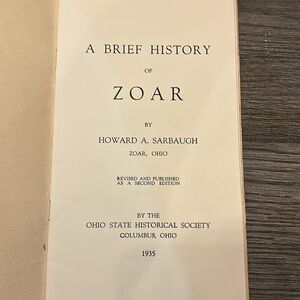 A BRIEF HISTORY
OF
ZOAR
BY
HOWARD A. SARBAUGH
ZOAR, OHIO
REVISED AND PUBLISHED
AS A SECOND EDITION
BY THE
OHIO STATE HISTORICAL SOCIETY
COLUMBUS, OHIO
1935